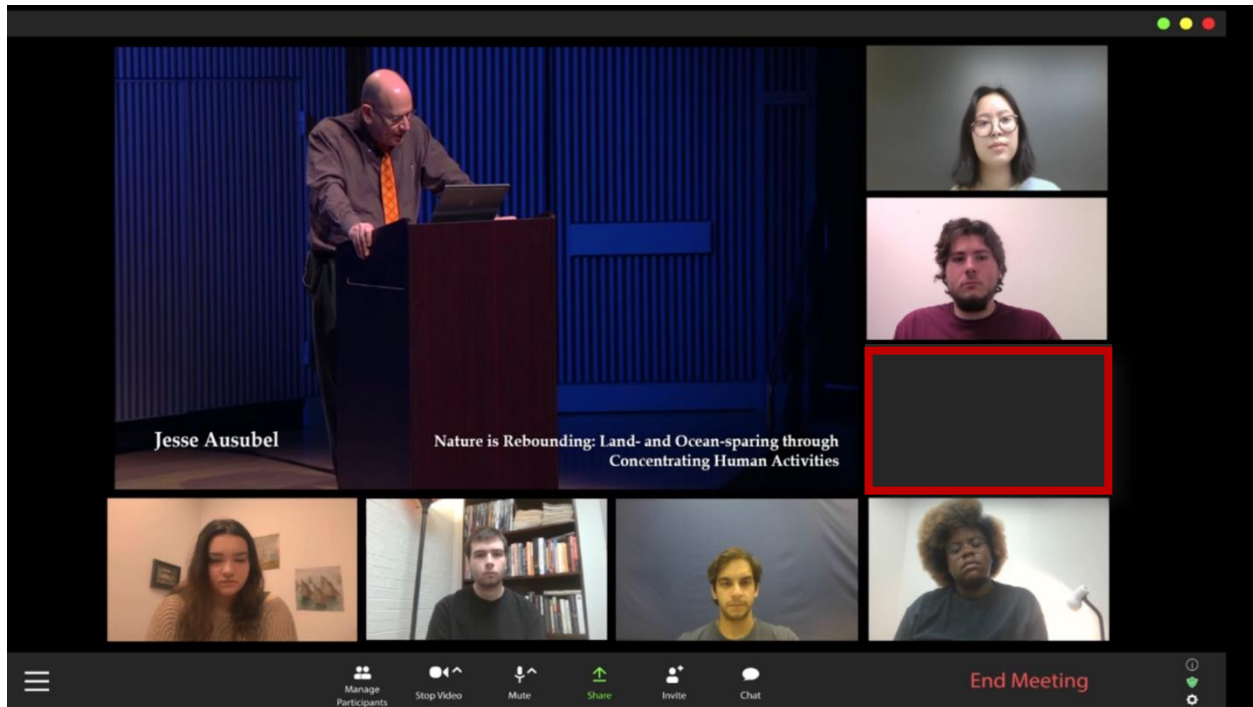 Jesse Ausubel
Nature is Rebounding: Land- and Ocean-sparing through
Concentrating Human Activities
Manage
Participants
Stop Video
Mute
Share
Invite
Chat
End Meeting